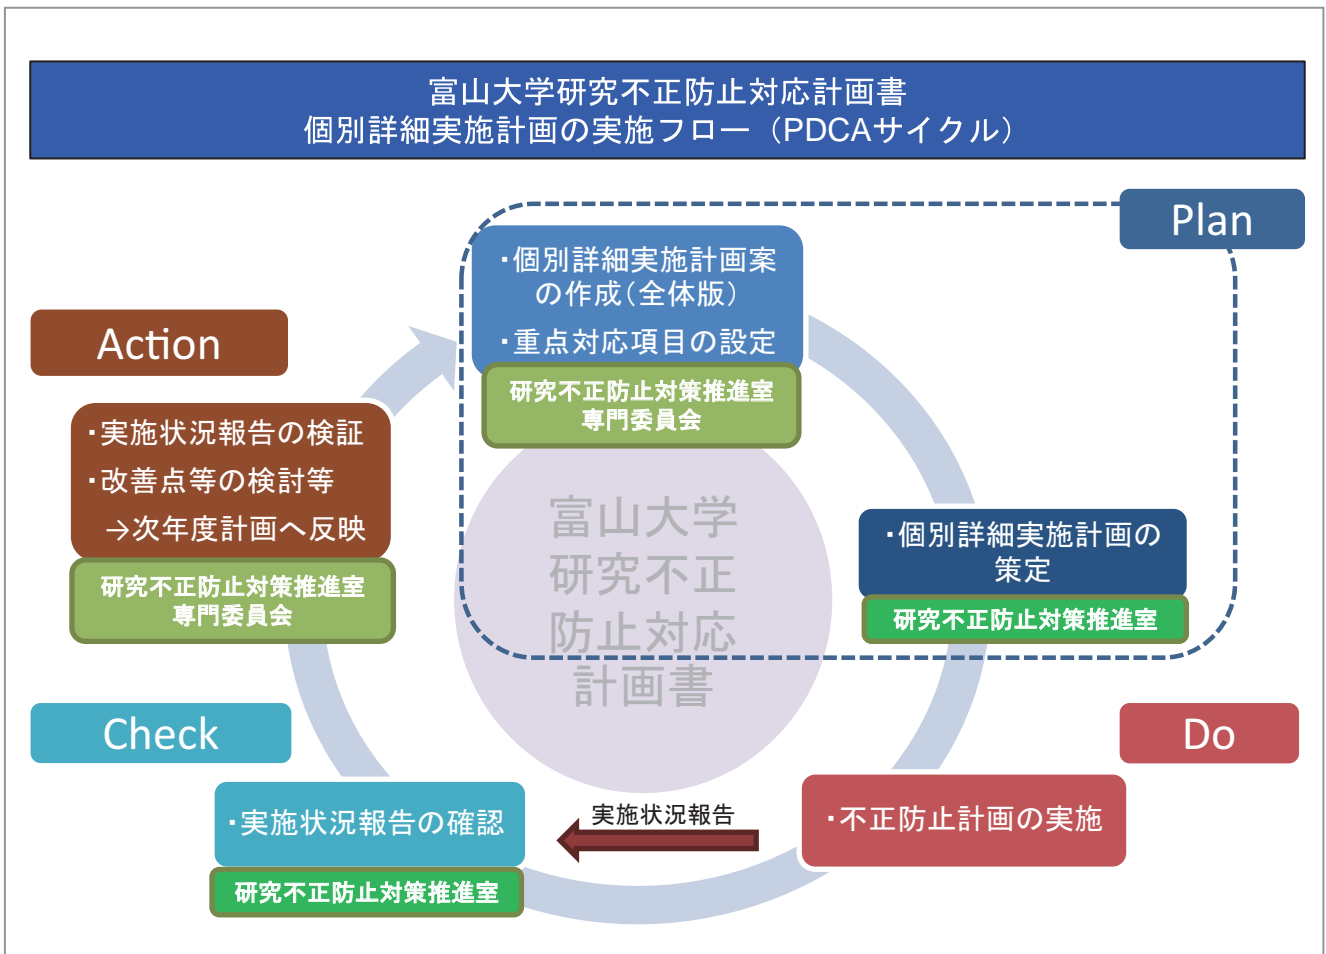 富山大学研究不正防止対応計画書
個別詳細実施計画の実施フロー（PDCAサイクル）
Plan
・個別詳細実施計画案
の作成（全体版）
・重点対応項目の設定
研究不正防止対策推進室
専門委員会
Action
・実施状況報告の検証
・改善点等の検討等
→次年度計画へ反映
研究不正防止対策推進室
専門委員会
富山大学
研究不正
防止対応
計画書
・個別詳細実施計画の
策定
研究不正防止対策推進室
Check
Do
・実施状況報告の確認
研究不正防止対策推進室
実施状況報告
・不正防止計画の実施